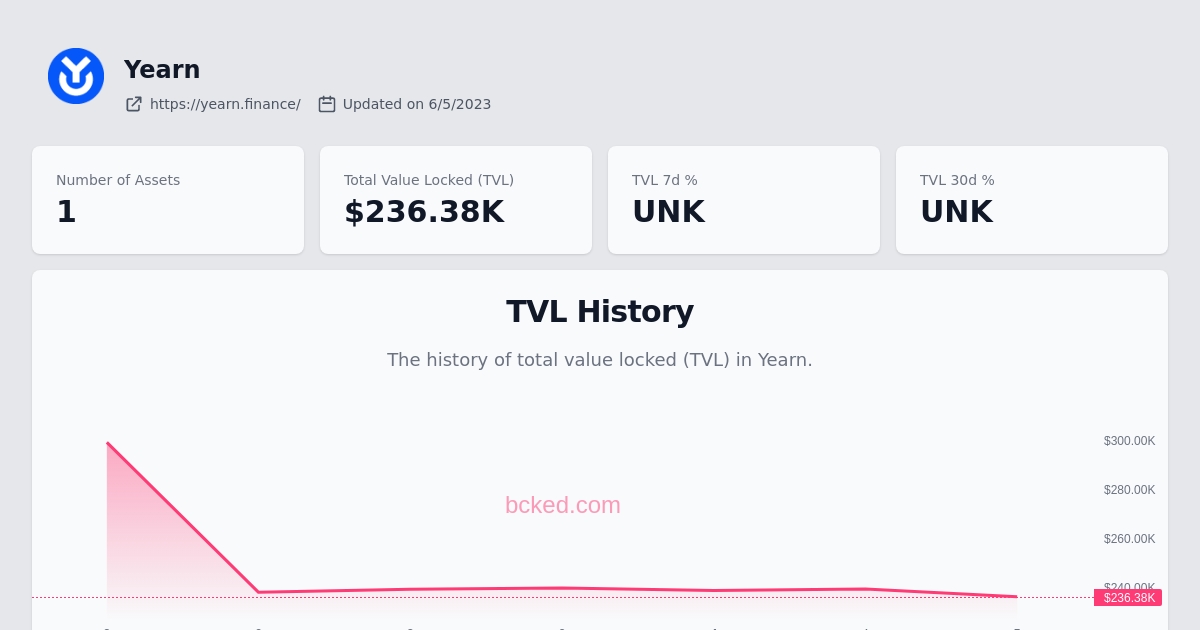 Yearn
https://yearn.finance/ Updated on 6/5/2023
Number of Assets
1
Total Value Locked (TVL)
$236.38K
TVL 7d %
UNK
TVL 30d %
UNK
TVL History
The history of total value locked (TVL) in Yearn.
bcked.com
$300.00K
$280.00K
$260.00K
$240.00K
$236.38K